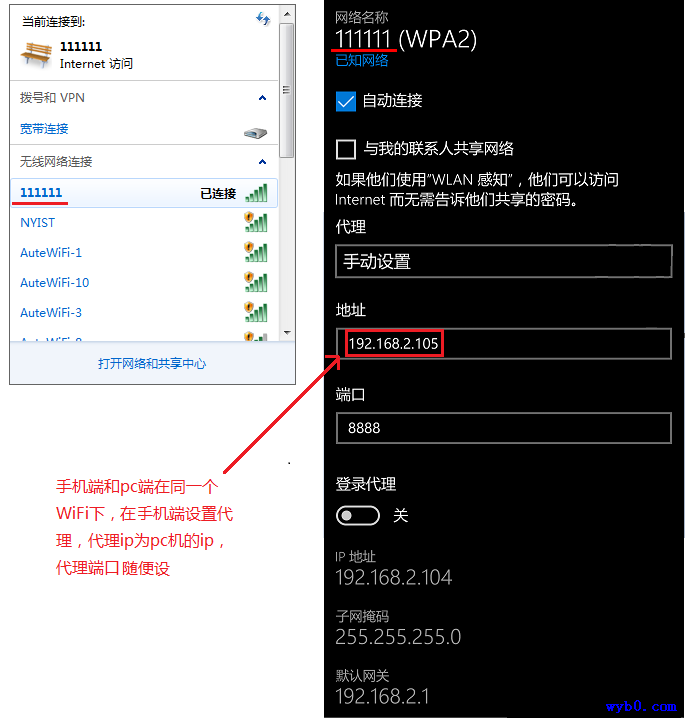 当前连接到:
111111
Internet 访问
拨号和 VPN
宽带连接
无线网络连接
111111 已连接
NYIST
AuteWiFi-1
AuteWiFi-10
AuteWiFi-3
打开网络和共享中心
手机端和pc端在同一个
WiFi下，在手机端设置代
理，代理ip为pc机的ip，
代理端口随便设
网络名称
111111 (WPA2)
已知网络
自动连接
与我的联系人共享网络
如果他们使用"WLAN 感知"，他们可以访问
Internet 而无需告诉他们共享的密码。
代理
手动设置
地址
192.168.2.105
端口
8888
登录代理
关
IP 地址
192.168.2.104
子网掩码
255.255.255.0
默认网关
192.168.2.1
wyb0.com